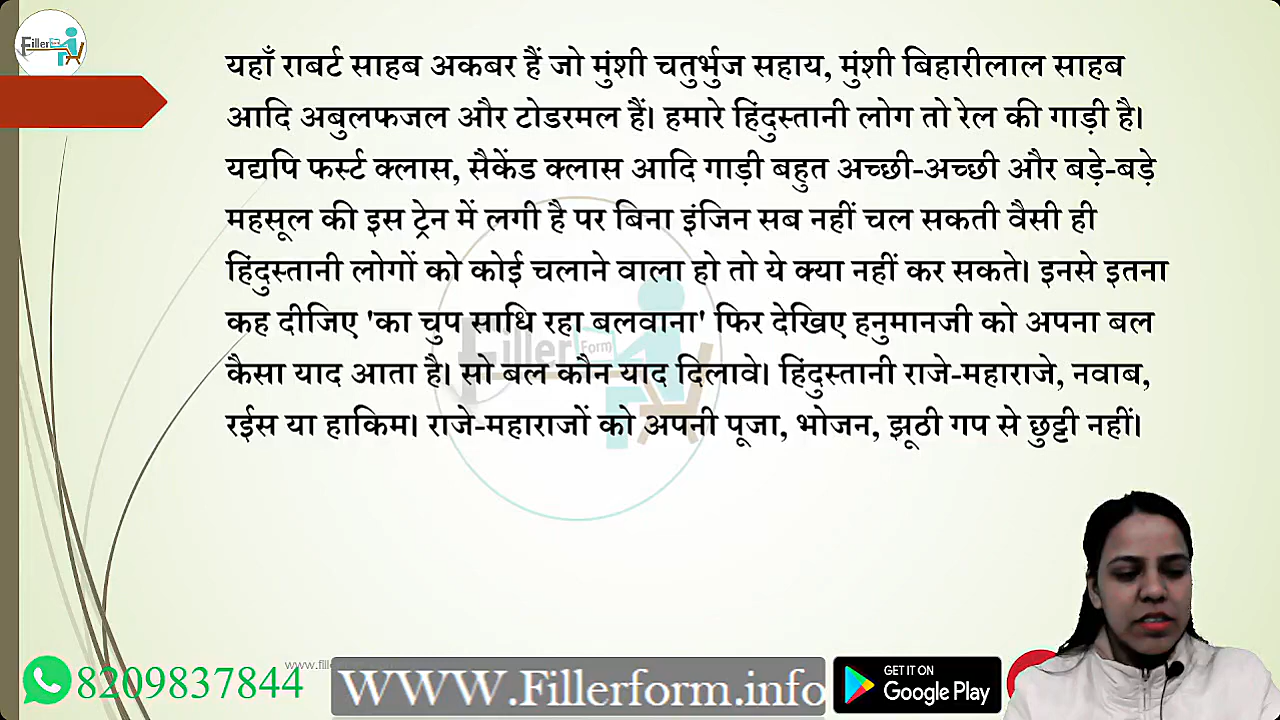 Filler Form
यहाँ राबर्ट साहब अकबर हैं जो मुंशी चतुर्भुज सहाय, मुंशी बिहारीलाल साहब
आदि अबुलफजल और टोडरमल हैं। हमारे हिंदुस्तानी लोग तो रेल की गाड़ी है।
यद्यपि फर्स्ट क्लास, सैकेंड क्लास आदि गाड़ी बहुत अच्छी-अच्छी और बड़े-बड़े
महसूल की इस ट्रेन में लगी है पर बिना इंजिन सब नहीं चल सकती वैसी ही
हिंदुस्तानी लोगों को कोई चलाने वाला हो तो ये क्या नहीं कर सकते। इनसे इतना
कह दीजिए 'का चुप साधि रहा बलवाना' फिर देखिए हनुमानजी को अपना बल
Filler Form
कैसा याद आता है। सो बल कौन याद दिलावे। हिंदुस्तानी राजे-महाराजे, नवाब,
रईस या हाकिम। राजे-महाराजों को अपनी पूजा, भोजन, झूठी गप से छुट्टी नहीं।
8209837844
WWW.Fillerform.info
GET IT ON
Google Play